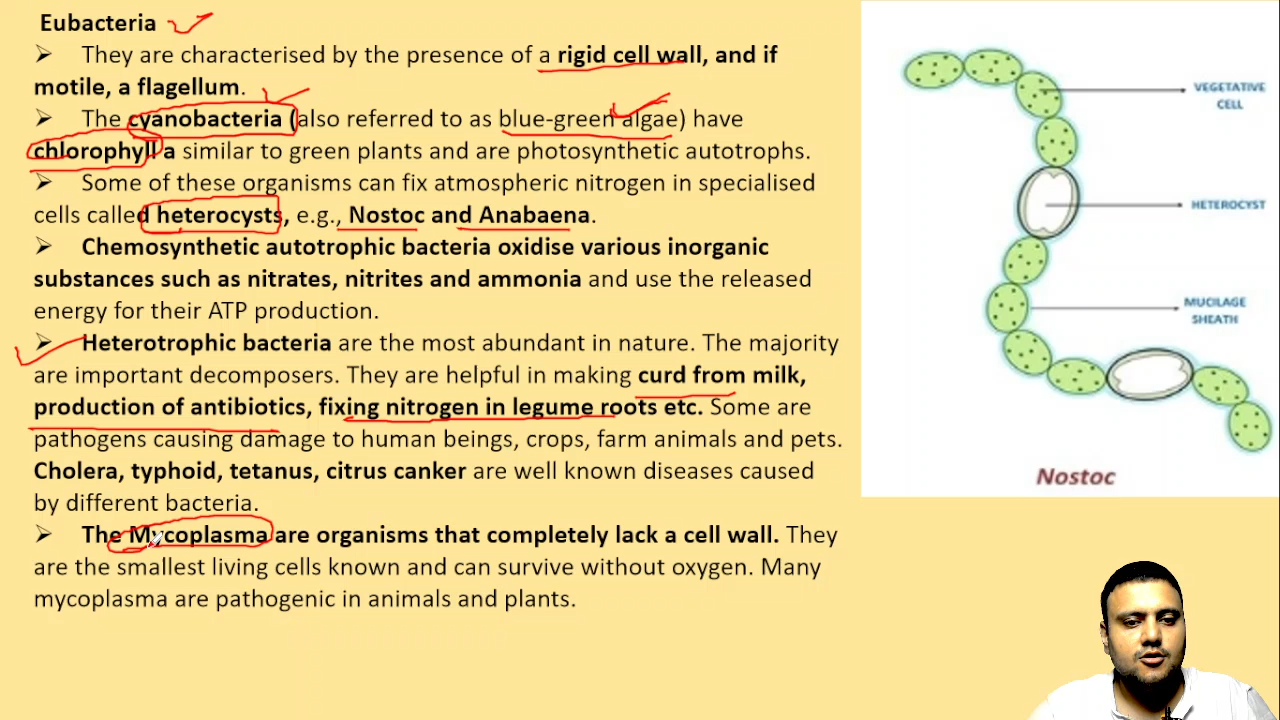 Eubacteria
➢ They are characterised by the presence of a rigid cell wall, and if
motile, a flagellum.
➢ The cyanobacteria (also referred to as blue-green algae) have
chlorophyll a similar to green plants and are photosynthetic autotrophs.
➢ Some of these organisms can fix atmospheric nitrogen in specialised
cells called heterocysts, e.g., Nostoc and Anabaena.
➢ Chemosynthetic autotrophic bacteria oxidise various inorganic
substances such as nitrates, nitrites and ammonia and use the released
energy for their ATP production.
➢ Heterotrophic bacteria are the most abundant in nature. The majority
are important decomposers. They are helpful in making curd from milk,
production of antibiotics, fixing nitrogen in legume roots etc. Some are
pathogens causing damage to human beings, crops, farm animals and pets.
Cholera, typhoid, tetanus, citrus canker are well known diseases caused
by different bacteria.
➢ The Mycoplasma are organisms that completely lack a cell wall. They
are the smallest living cells known and can survive without oxygen. Many
mycoplasma are pathogenic in animals and plants.
VEGETATIVE
CELL
HETEROCYST
MUCILAGE
SHEATH
Nostoc